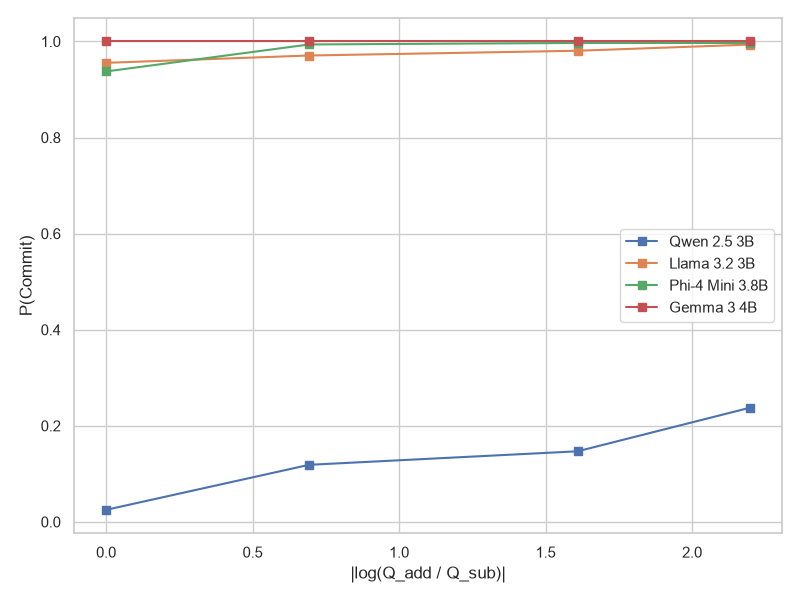 1.0
0.8
0.6
0.4
0.2
0.0
P(Commit)
Qwen 2.5 3B
Llama 3.2 3B
Phi-4 Mini 3.8B
Gemma 3 4B
0.0 0.5 1.0 1.5 2.0
|log(Q_add / Q_sub)|